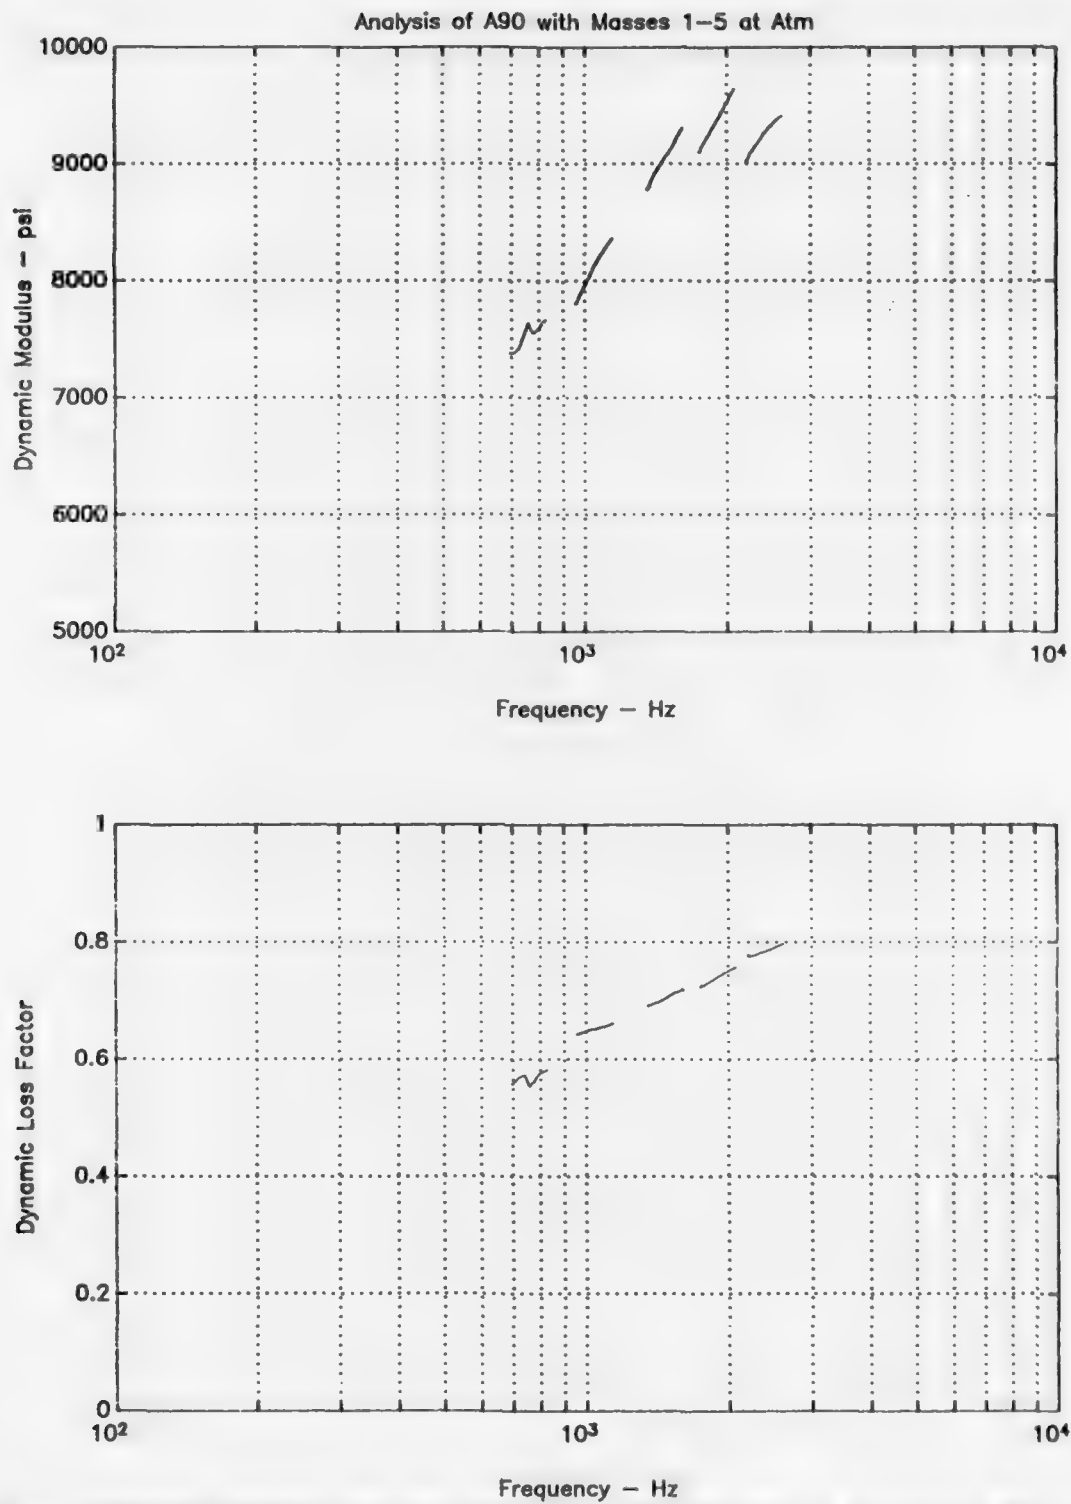 Analysis of A90 with Masses 1-5 at Atm
10000
9000
8000
7000
6000
5000
Dynamic Modulus - psi
10² 10³ 10⁴
Frequency - Hz
1
0.8
0.6
0.4
0.2
0
Dynamic Loss Factor
10² 10³ 10⁴
Frequency - Hz